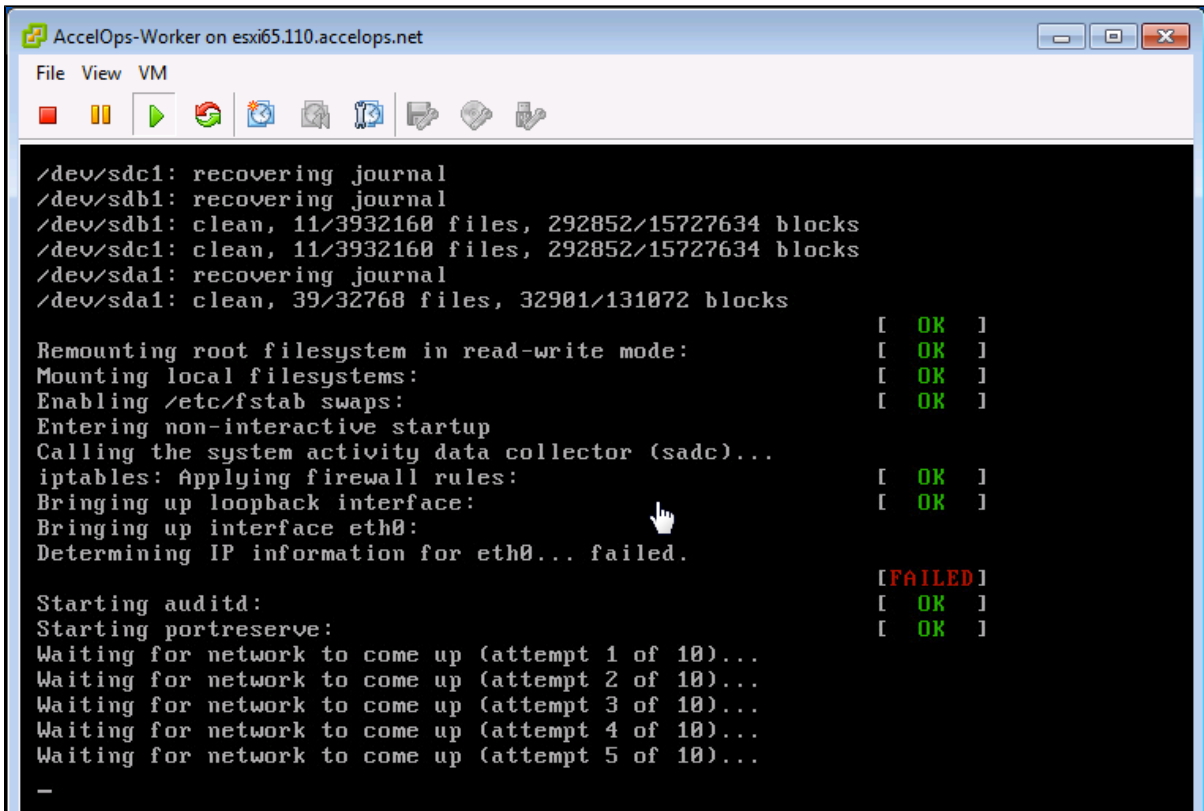 AccelOps-Worker on esxi65.110.accelops.net
File View VM
/dev/sdc1: recovering journal
/dev/sdb1: recovering journal
/dev/sdb1: clean, 11/3932160 files, 292852/15727634 blocks
/dev/sdc1: clean, 11/3932160 files, 292852/15727634 blocks
/dev/sda1: recovering journal
/dev/sda1: clean, 39/32768 files, 32901/131072 blocks
[ OK ]
Remounting root filesystem in read-write mode: [ OK ]
Mounting local filesystems: [ OK ]
Enabling /etc/fstab swaps: [ OK ]
Entering non-interactive startup
Calling the system activity data collector (sadc)...
iptables: Applying firewall rules: [ OK ]
Bringing up loopback interface: [ OK ]
Bringing up interface eth0:
Determining IP information for eth0... failed.
[FAILED]
Starting auditd: [ OK ]
Starting portreserve: [ OK ]
Waiting for network to come up (attempt 1 of 10)...
Waiting for network to come up (attempt 2 of 10)...
Waiting for network to come up (attempt 3 of 10)...
Waiting for network to come up (attempt 4 of 10)...
Waiting for network to come up (attempt 5 of 10)...
_